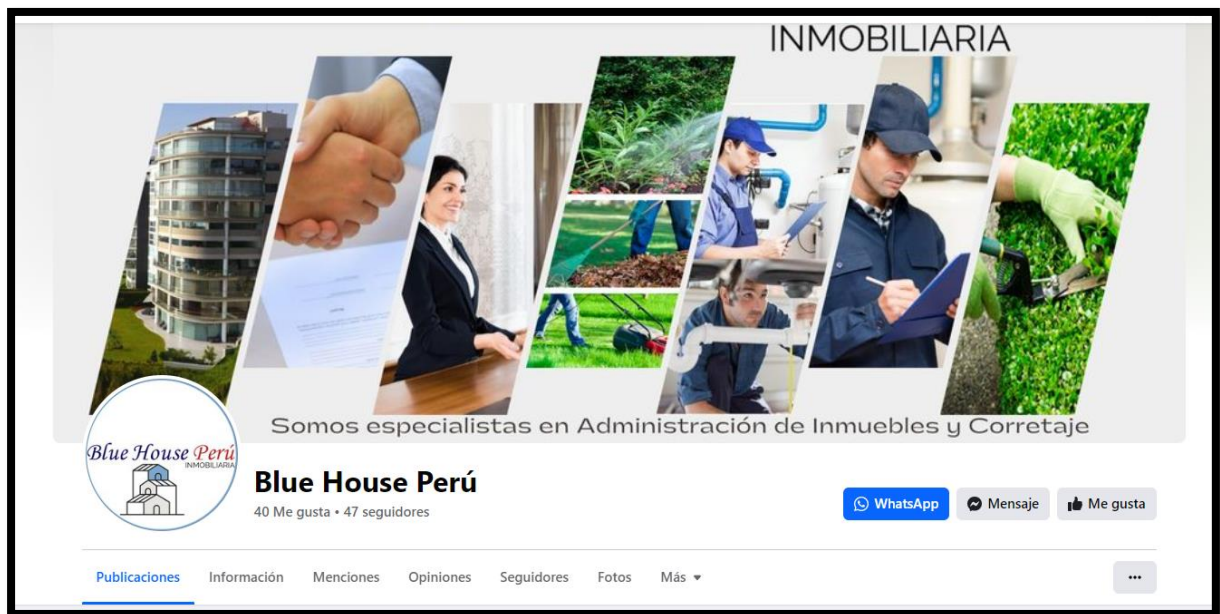 INMOBILIARIA
Somos especialistas en Administración de Inmuebles y Corretaje
Blue House Perú
INMOBILIARIA
Blue House Perú
40 Me gusta • 47 seguidores
WhatsApp
Mensaje
Me gusta
Publicaciones
Información
Menciones
Opiniones
Seguidores
Fotos
Más